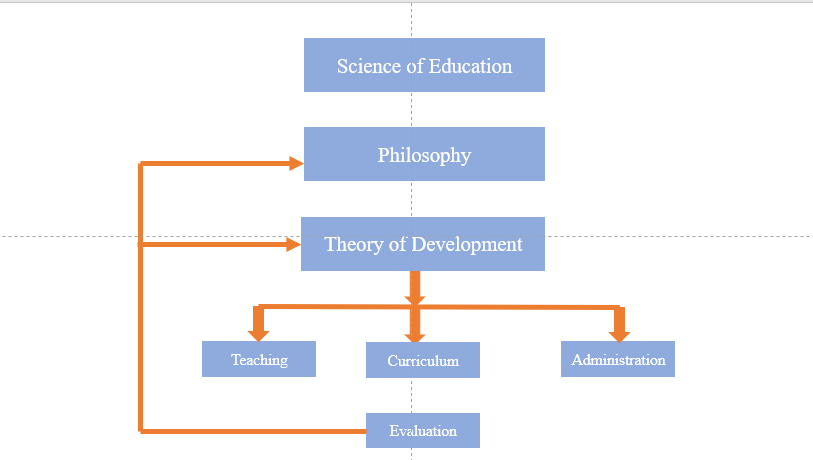 Science of Education
Philosophy
Theory of Development
Teaching
Curriculum
Administration
Evaluation